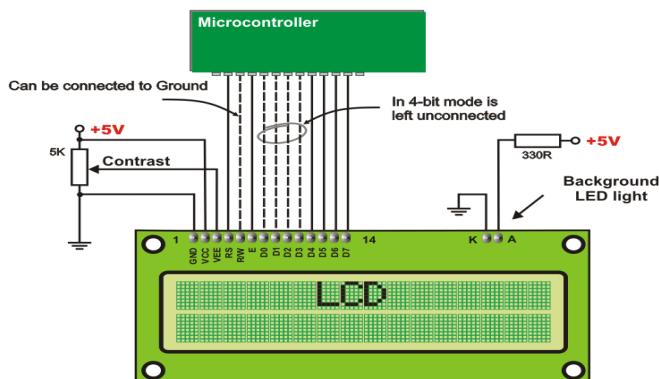 Microcontroller
Can be connected to Ground
In 4-bit mode is
left unconnected
+5V
5K
Contrast
+5V
330R
Background
LED light
1
14
K
A
GND
VCC
VEE
RS
R/W
E
D0
D1
D2
D3
D4
D5
D6
D7
LCD